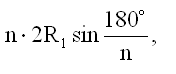 n · 2R₁ sin 180°/n ,